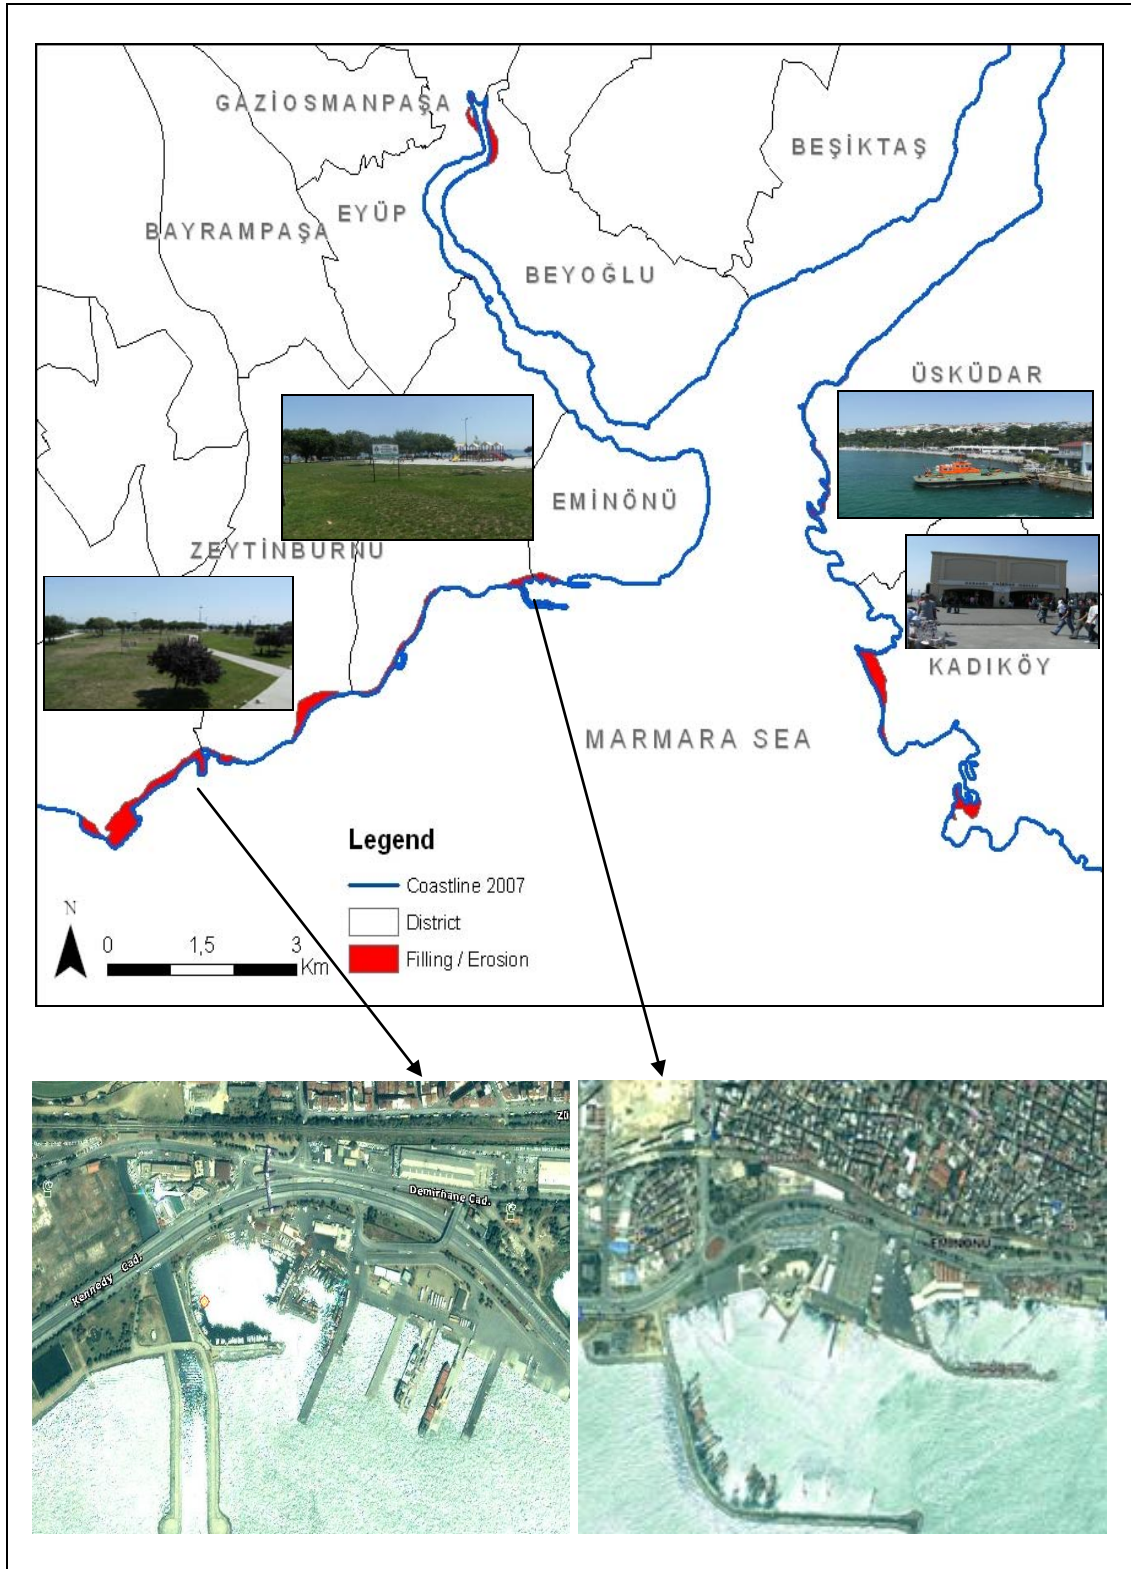 GAZİOSMANPAŞA
BEŞİKTAŞ
EYÜP
BAYRAMPAŞA
BEYOĞLU
ÜSKÜDAR
EMİNÖNÜ
ZEYTİNBURNU
KADIKÖY
MARMARA SEA
Legend
Coastline 2007
District
Filling / Erosion
N
0 1,5 3
Km
Zü
Demirhane Cad.
Kennedy Cad.
EMİNÖNÜ